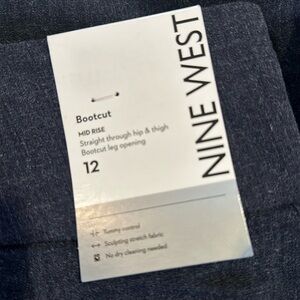 NINE WEST
Bootcut
MID RISE
Straight through hip & thigh
Bootcut leg opening
12
Tummy control
Sculpting stretch fabric
No dry cleaning needed